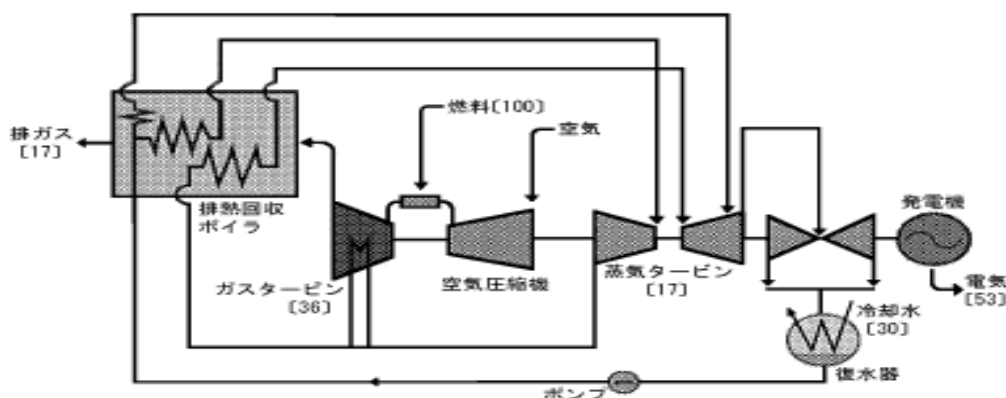 燃料〔100〕
空気
排ガス
〔17〕
排熱回収
ボイラ
発電機
ガスタービン
〔36〕
空気圧縮機
蒸気タービン
〔17〕
電気
〔53〕
冷却水
〔30〕
復水器
ポンプ